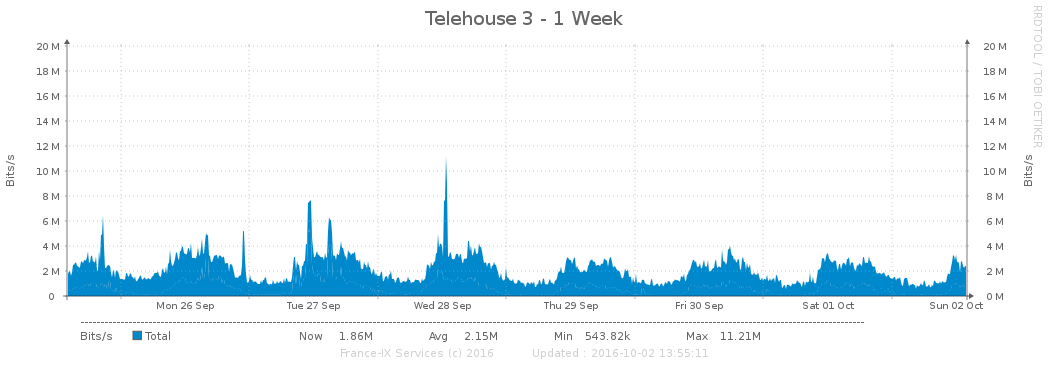 Telehouse 3 - 1 Week
RRDTOOL / TOBI OETIKER
Bits/s
Bits/s
20 M 20 M
18 M 18 M
16 M 16 M
14 M 14 M
12 M 12 M
10 M 10 M
8 M 8 M
6 M 6 M
4 M 4 M
2 M 2 M
0 0 M
Mon 26 Sep Tue 27 Sep Wed 28 Sep Thu 29 Sep Fri 30 Sep Sat 01 Oct Sun 02 Oct
Bits/s Total Now 1.86M Avg 2.15M Min 543.82k Max 11.21M
France-IX Services (c) 2016 Updated : 2016-10-02 13:55:11